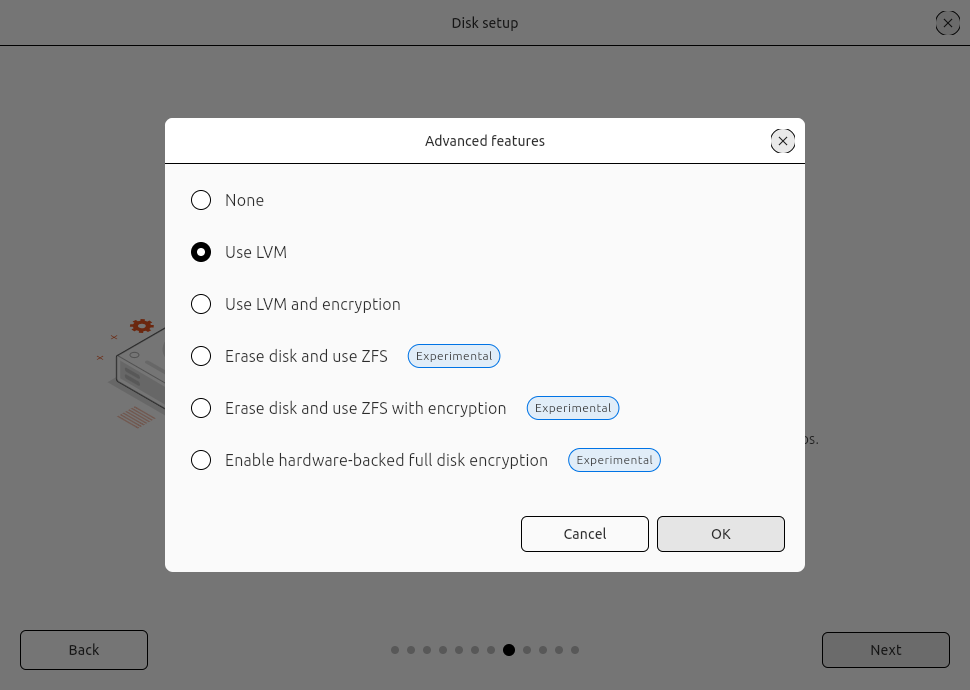 Disk setup
Advanced features
None
Use LVM
Use LVM and encryption
Erase disk and use ZFS Experimental
Erase disk and use ZFS with encryption Experimental
Enable hardware-backed full disk encryption Experimental
Cancel OK
Back Next